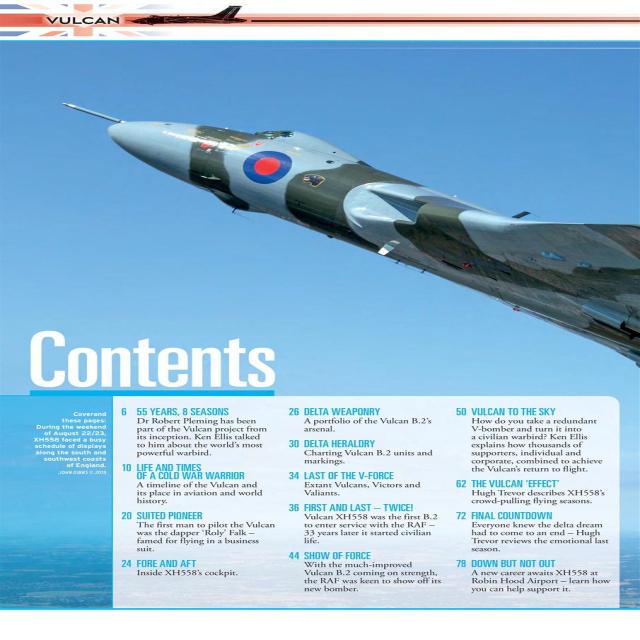 VULCAN
Contents
Cover and
these pages:
During the weekend
of August 22/23,
XH558 faced a busy
schedule of displays
along the south and
southwest coasts
of England.
JOHN DIBBS © 2015
6 55 YEARS, 8 SEASONS
Dr Robert Pleming has been
part of the Vulcan project from
its inception. Ken Ellis talked
to him about the world's most
powerful warbird.
10 LIFE AND TIMES
OF A COLD WAR WARRIOR
A timeline of the Vulcan and
its place in aviation and world
history.
20 SUITED PIONEER
The first man to pilot the Vulcan
was the dapper 'Roly' Falk –
famed for flying in a business
suit.
24 FORE AND AFT
Inside XH558's cockpit.
26 DELTA WEAPONRY
A portfolio of the Vulcan B.2's
arsenal.
30 DELTA HERALDRY
Charting Vulcan B.2 units and
markings.
34 LAST OF THE V-FORCE
Extant Vulcans, Victors and
Valiants.
36 FIRST AND LAST – TWICE!
Vulcan XH558 was the first B.2
to enter service with the RAF –
33 years later it started civilian
life.
44 SHOW OF FORCE
With the much-improved
Vulcan B.2 coming on strength,
the RAF was keen to show off its
new bomber.
50 VULCAN TO THE SKY
How do you take a redundant
V-bomber and turn it into
a civilian warbird? Ken Ellis
explains how thousands of
supporters, individual and
corporate, combined to achieve
the Vulcan's return to flight.
62 THE VULCAN 'EFFECT'
Hugh Trevor describes XH558's
crowd-pulling flying seasons.
72 FINAL COUNTDOWN
Everyone knew the delta dream
had to come to an end – Hugh
Trevor reviews the emotional last
season.
78 DOWN BUT NOT OUT
A new career awaits XH558 at
Robin Hood Airport – learn how
you can help support it.